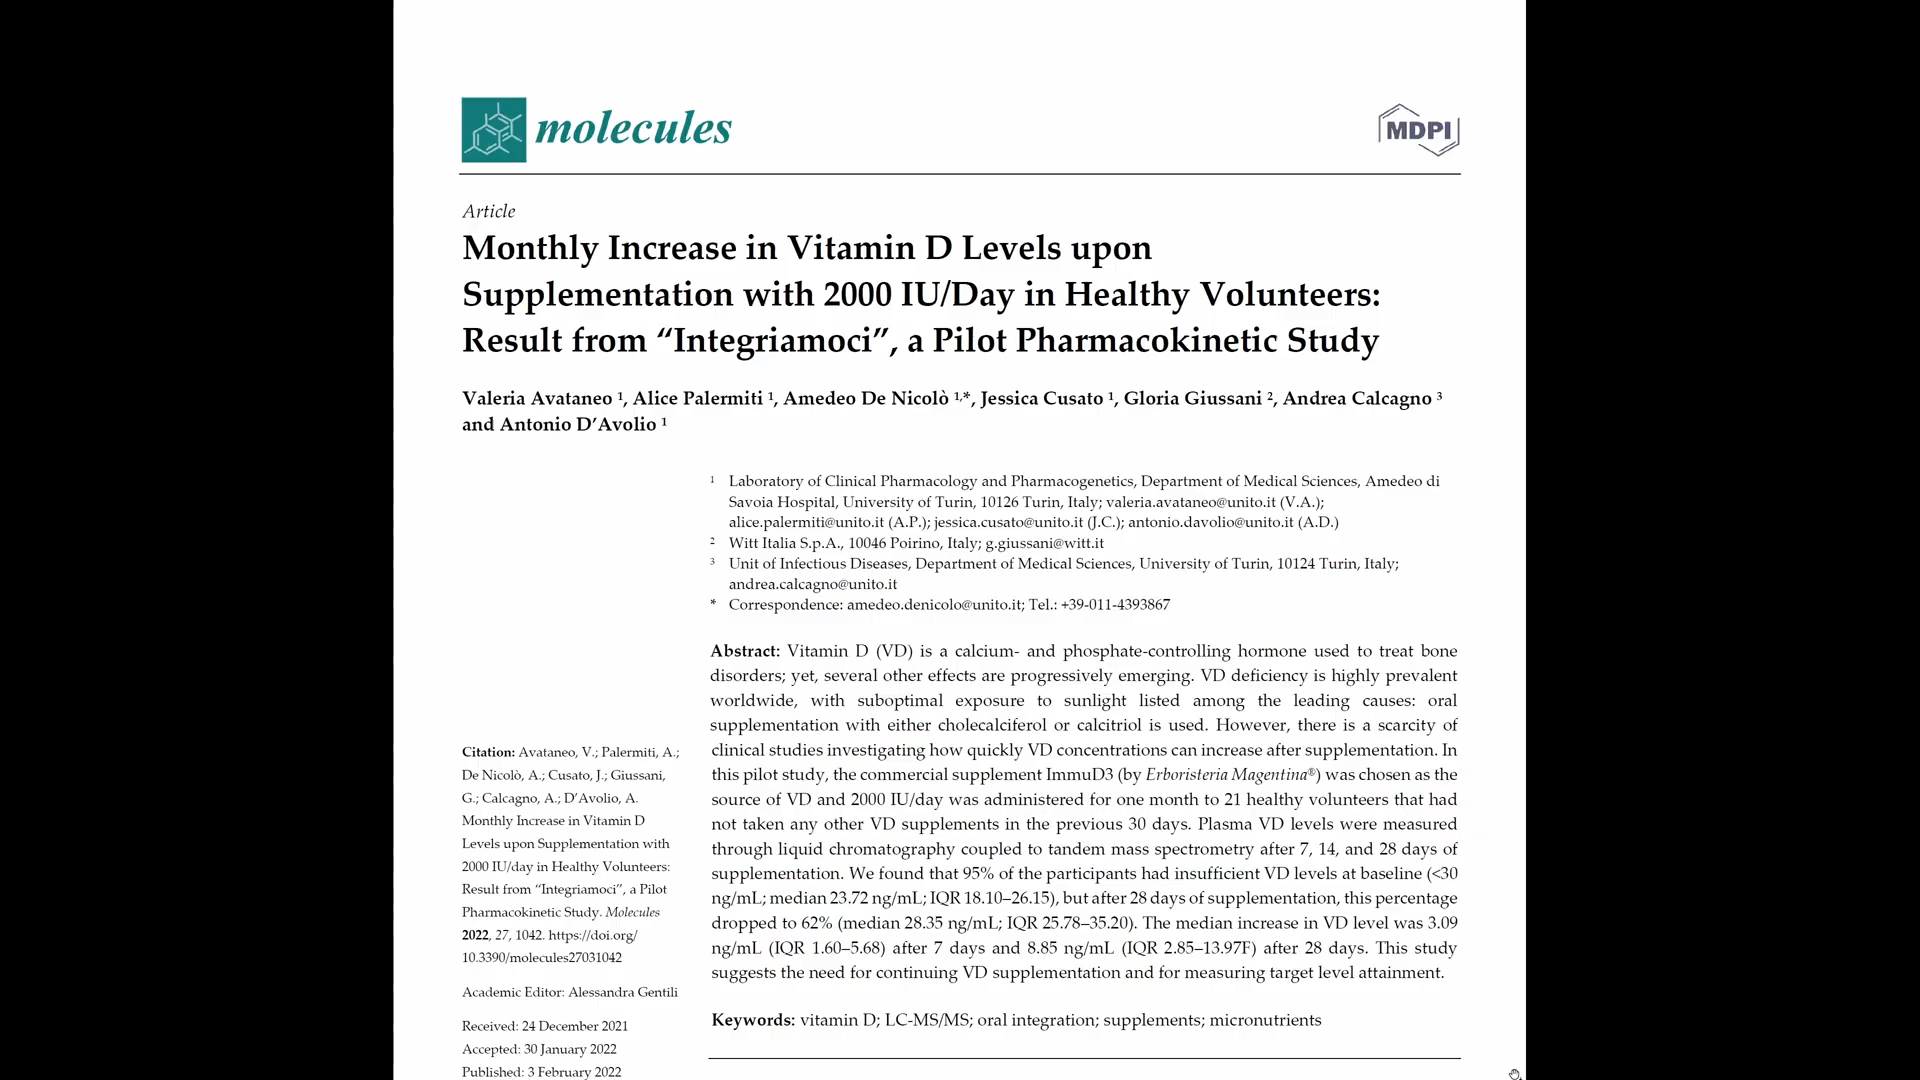 molecules
MDPI
Article
Monthly Increase in Vitamin D Levels upon
Supplementation with 2000 IU/Day in Healthy Volunteers:
Result from “Integriamoci”, a Pilot Pharmacokinetic Study
Valeria Avataneo ¹, Alice Palermiti ¹, Amedeo De Nicolò ¹,*, Jessica Cusato ¹, Gloria Giussani ², Andrea Calcagno ³
and Antonio D’Avolio ¹
¹ Laboratory of Clinical Pharmacology and Pharmacogenetics, Department of Medical Sciences, Amedeo di
Savoia Hospital, University of Turin, 10126 Turin, Italy; valeria.avataneo@unito.it (V.A.);
alice.palermiti@unito.it (A.P.); jessica.cusato@unito.it (J.C.); antonio.davolio@unito.it (A.D.)
² Witt Italia S.p.A., 10046 Poirino, Italy; g.giussani@witt.it
³ Unit of Infectious Diseases, Department of Medical Sciences, University of Turin, 10124 Turin, Italy;
andrea.calcagno@unito.it
* Correspondence: amedeo.denicolo@unito.it; Tel.: +39-011-4393867
Abstract: Vitamin D (VD) is a calcium- and phosphate-controlling hormone used to treat bone
disorders; yet, several other effects are progressively emerging. VD deficiency is highly prevalent
worldwide, with suboptimal exposure to sunlight listed among the leading causes: oral
supplementation with either cholecalciferol or calcitriol is used. However, there is a scarcity of
clinical studies investigating how quickly VD concentrations can increase after supplementation. In
this pilot study, the commercial supplement ImmuD3 (by Erboristeria Magentina®) was chosen as the
source of VD and 2000 IU/day was administered for one month to 21 healthy volunteers that had
not taken any other VD supplements in the previous 30 days. Plasma VD levels were measured
through liquid chromatography coupled to tandem mass spectrometry after 7, 14, and 28 days of
supplementation. We found that 95% of the participants had insufficient VD levels at baseline (<30
ng/mL; median 23.72 ng/mL; IQR 18.10–26.15), but after 28 days of supplementation, this percentage
dropped to 62% (median 28.35 ng/mL; IQR 25.78–35.20). The median increase in VD level was 3.09
ng/mL (IQR 1.60–5.68) after 7 days and 8.85 ng/mL (IQR 2.85–13.97F) after 28 days. This study
suggests the need for continuing VD supplementation and for measuring target level attainment.
Keywords: vitamin D; LC-MS/MS; oral integration; supplements; micronutrients
Citation: Avataneo, V.; Palermiti, A.;
De Nicolò, A.; Cusato, J.; Giussani,
G.; Calcagno, A.; D’Avolio, A.
Monthly Increase in Vitamin D
Levels upon Supplementation with
2000 IU/day in Healthy Volunteers:
Result from “Integriamoci”, a Pilot
Pharmacokinetic Study. Molecules
2022, 27, 1042. https://doi.org/
10.3390/molecules27031042
Academic Editor: Alessandra Gentili
Received: 24 December 2021
Accepted: 30 January 2022
Published: 3 February 2022